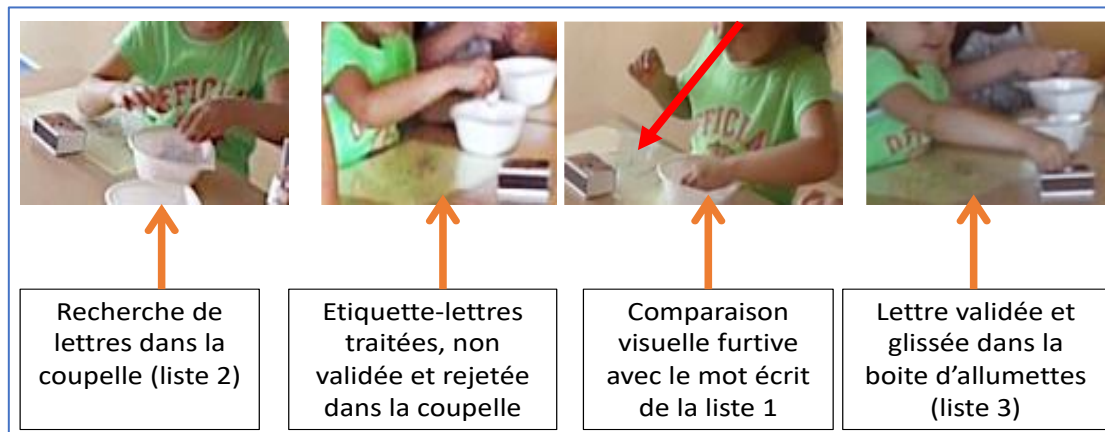 Recherche de
lettres dans la
coupelle (liste 2)
Etiquette-lettres
traitées, non
validée et rejetée
dans la coupelle
Comparaison
visuelle furtive
avec le mot écrit
de la liste 1
Lettre validée et
glissée dans la
boite d'allumettes
(liste 3)